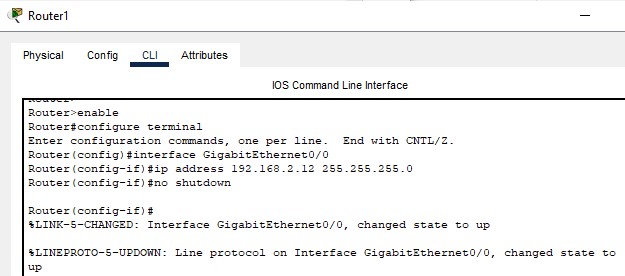 Router1
Physical Config CLI Attributes
IOS Command Line Interface
Router>
Router>enable
Router#configure terminal
Enter configuration commands, one per line.  End with CNTL/Z.
Router(config)#interface GigabitEthernet0/0
Router(config-if)#ip address 192.168.2.12 255.255.255.0
Router(config-if)#no shutdown
Router(config-if)#
%LINK-5-CHANGED: Interface GigabitEthernet0/0, changed state to up
%LINEPROTO-5-UPDOWN: Line protocol on Interface GigabitEthernet0/0, changed state to
up